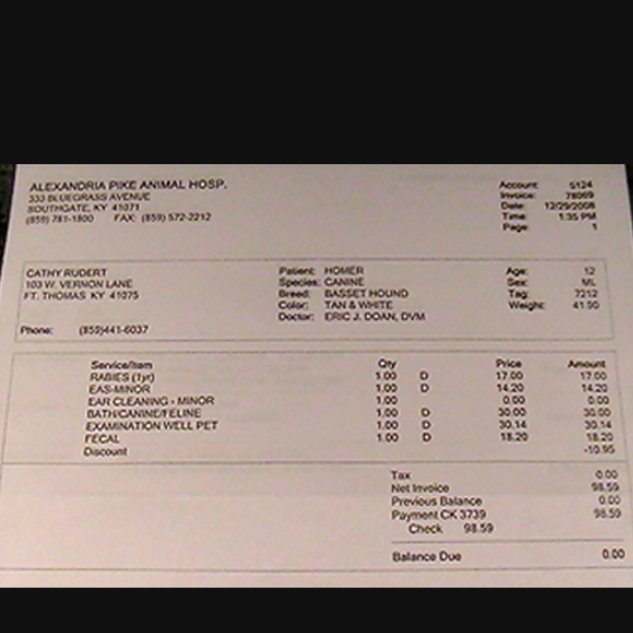 ALEXANDRIA PIKE ANIMAL HOSP.
333 BLUEGRASS AVENUE
SOUTHGATE, KY 41071
(859) 781-1800 FAX: (859) 572-2212
Account: 5124
Invoice: 78069
Date: 12/29/2008
Time: 1:35 PM
Page: 1
CATHY RUDERT
103 W. VERNON LANE
FT. THOMAS KY 41075
Phone: (859)441-6037
Patient: HOMER
Species: CANINE
Breed: BASSET HOUND
Color: TAN & WHITE
Doctor: ERIC J. DOAN, DVM
Age: 12
Sex: ML
Tag: 7212
Weight: 41.90
Service/Item Qty Price Amount
RABIES (1yr) 1.00 D 17.00 17.00
EAS-MINOR 1.00 D 14.20 14.20
EAR CLEANING - MINOR 1.00 0.00 0.00
BATH/CANINE/FELINE 1.00 D 30.00 30.00
EXAMINATION WELL PET 1.00 D 30.14 30.14
FECAL 1.00 D 18.20 18.20
Discount -10.95
Tax 0.00
Net Invoice 98.59
Previous Balance 0.00
Payment CK 3739 98.59
Check 98.59
Balance Due 0.00